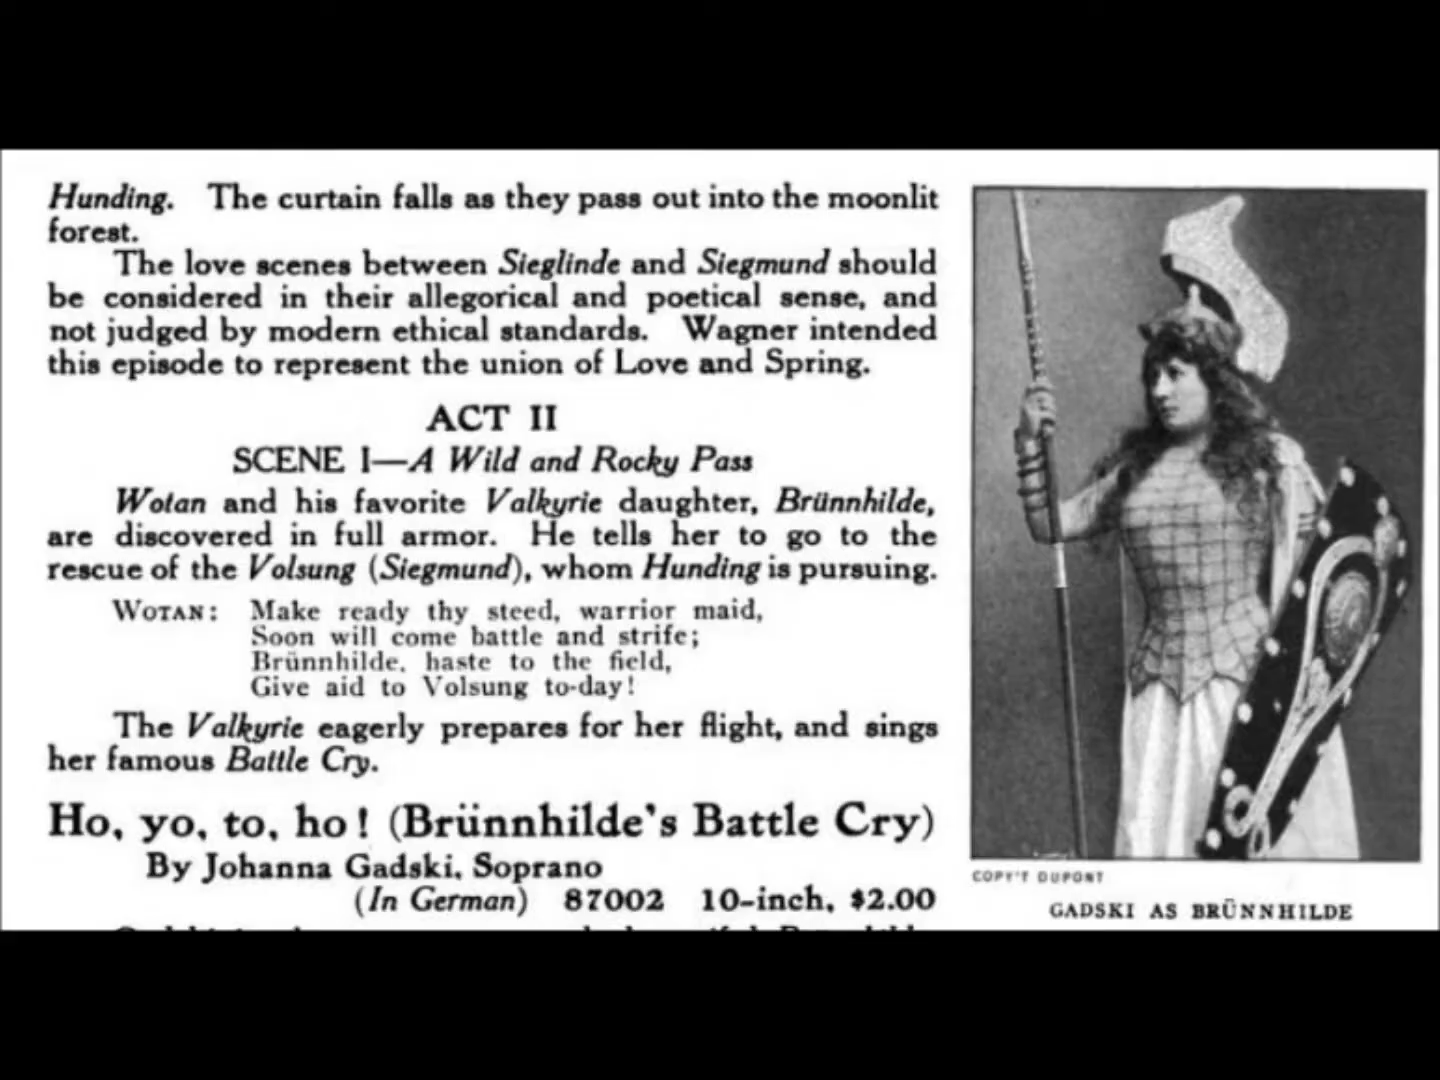 Hunding. The curtain falls as they pass out into the moonlit
forest.
The love scenes between Sieglinde and Siegmund should
be considered in their allegorical and poetical sense, and
not judged by modern ethical standards. Wagner intended
this episode to represent the union of Love and Spring.
ACT II
SCENE I—A Wild and Rocky Pass
Wotan and his favorite Valkyrie daughter, Brünnhilde,
are discovered in full armor. He tells her to go to the
rescue of the Volsung (Siegmund), whom Hunding is pursuing.
WOTAN: Make ready thy steed, warrior maid,
Soon will come battle and strife;
Brünnhilde, haste to the field,
Give aid to Volsung to-day!
The Valkyrie eagerly prepares for her flight, and sings
her famous Battle Cry.
Ho, yo, to, ho! (Brünnhilde's Battle Cry)
By Johanna Gadski, Soprano
(In German) 87002 10-inch, $2.00
COPY'T DUPONT
GADSKI AS BRÜNNHILDE